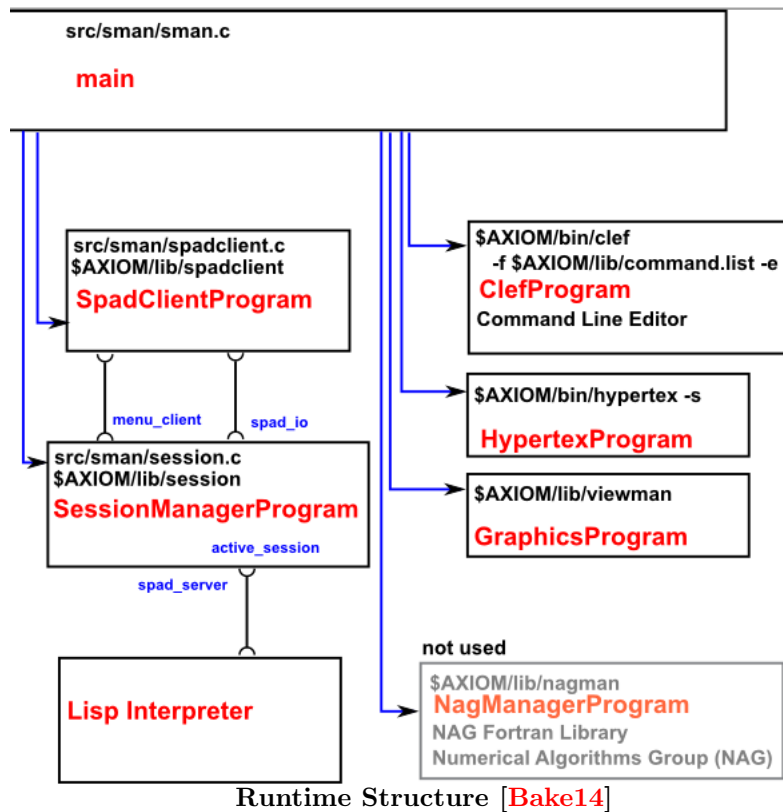 src/sman/sman.c
main
src/sman/spadclient.c
$AXIOM/lib/spadclient
SpadClientProgram
menu_client
spad_io
src/sman/session.c
$AXIOM/lib/session
SessionManagerProgram
active_session
spad_server
Lisp Interpreter
$AXIOM/bin/clef
-f $AXIOM/lib/command.list -e
ClefProgram
Command Line Editor
$AXIOM/bin/hypertex -s
HypertexProgram
$AXIOM/lib/viewman
GraphicsProgram
not used
$AXIOM/lib/nagman
NagManagerProgram
NAG Fortran Library
Numerical Algorithms Group (NAG)
Runtime Structure [Bake14]